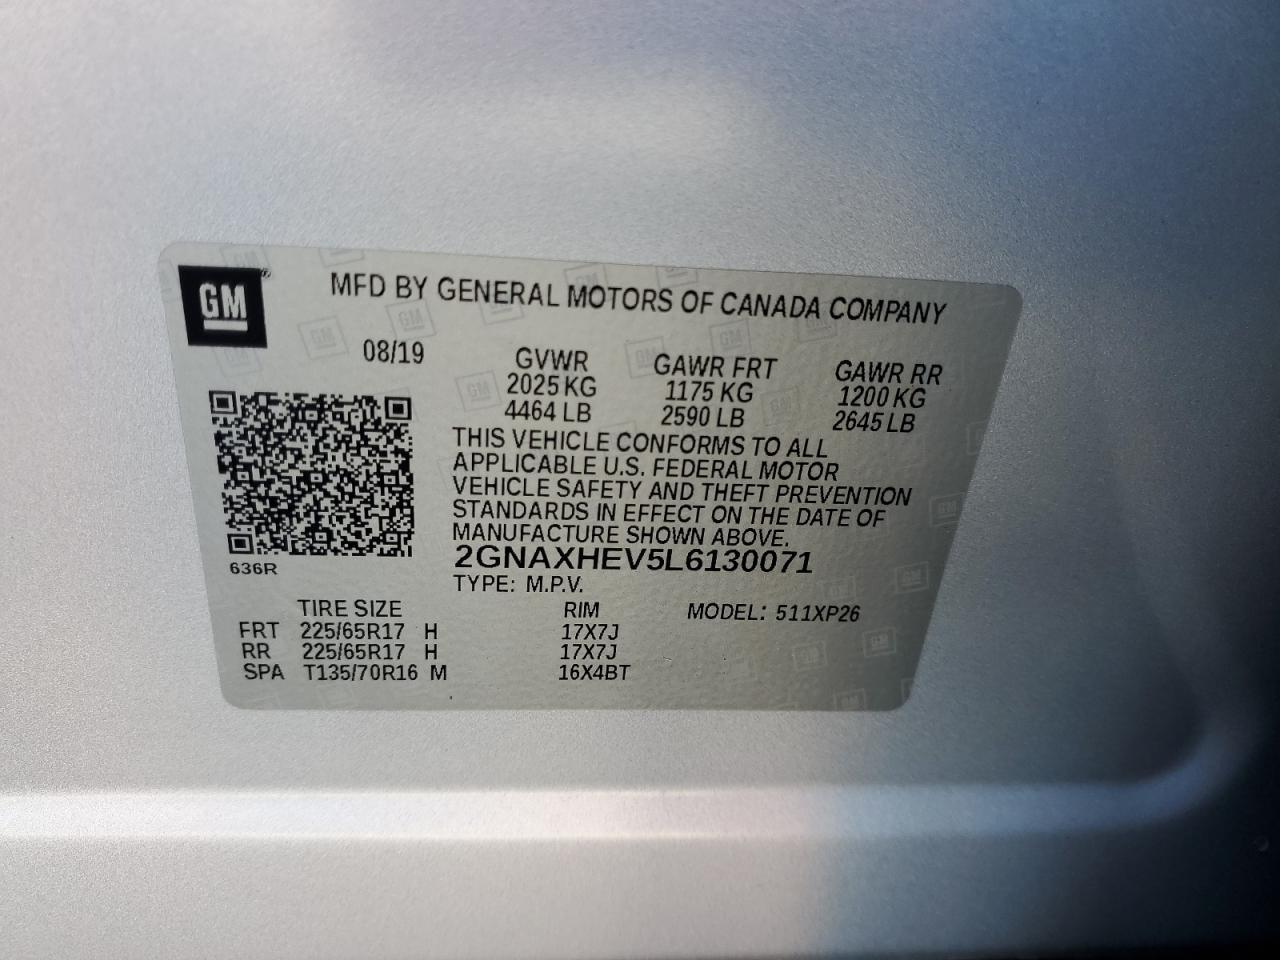 GM
MFD BY GENERAL MOTORS OF CANADA COMPANY
08/19 GVWR GAWR FRT GAWR RR
2025 KG 1175 KG 1200 KG
4464 LB 2590 LB 2645 LB
THIS VEHICLE CONFORMS TO ALL
APPLICABLE U.S. FEDERAL MOTOR
VEHICLE SAFETY AND THEFT PREVENTION
STANDARDS IN EFFECT ON THE DATE OF
MANUFACTURE SHOWN ABOVE.
2GNAXHEV5L6130071
636R
TYPE: M.P.V.
TIRE SIZE RIM MODEL: 511XP26
FRT 225/65R17 H 17X7J
RR 225/65R17 H 17X7J
SPA T135/70R16 M 16X4BT